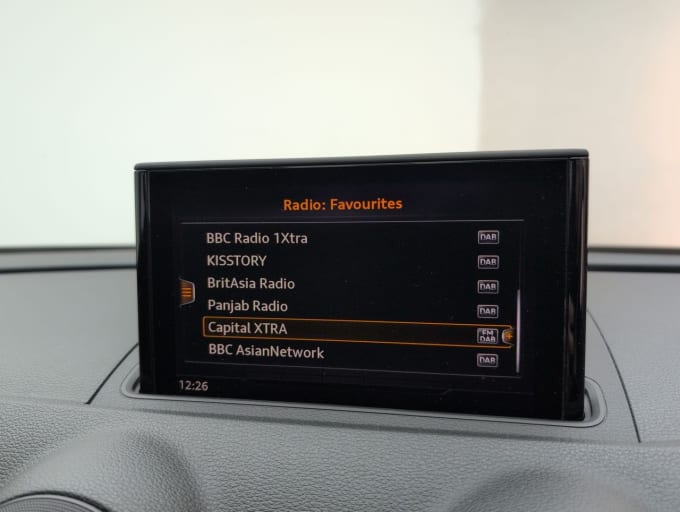 Radio: Favourites
BBC Radio 1Xtra DAB
KISSTORY DAB
BritAsia Radio DAB
Panjab Radio DAB
Capital XTRA FM DAB
BBC AsianNetwork DAB
12:26